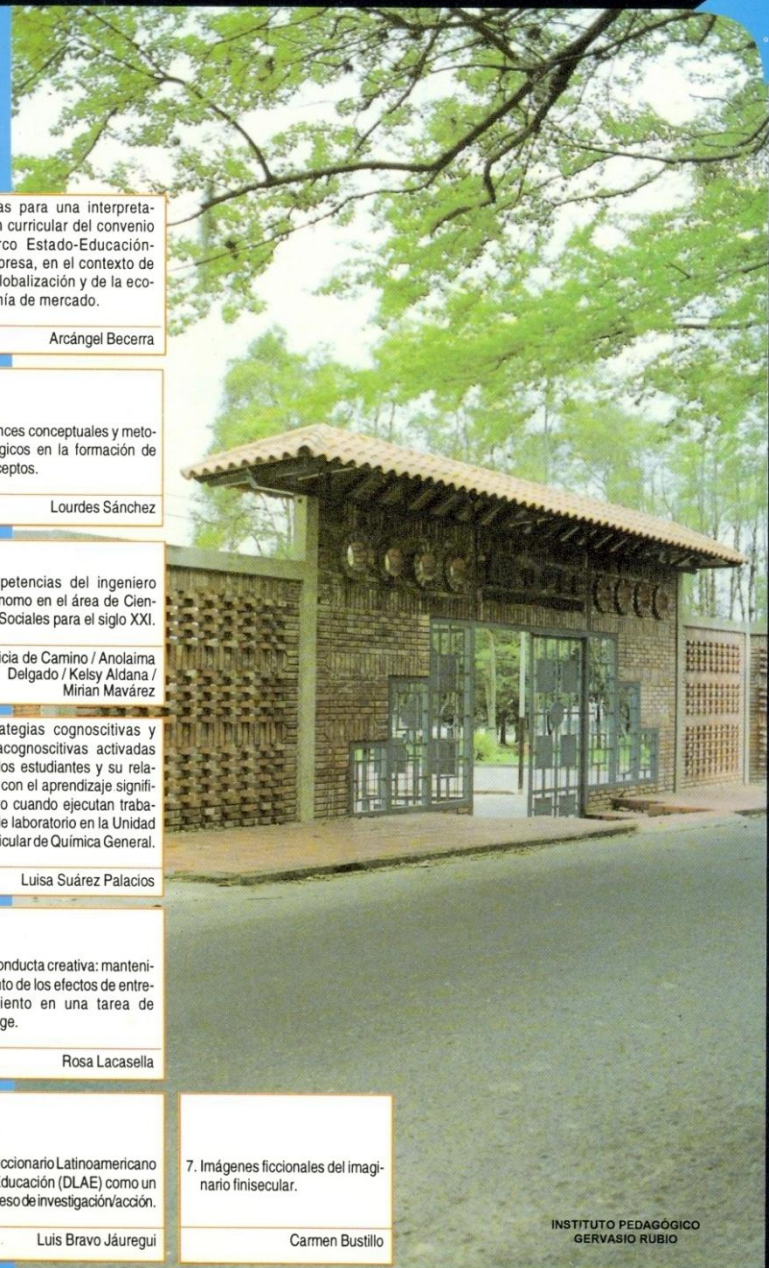 as para una interpreta-
n curricular del convenio
rco Estado-Educación-
presa, en el contexto de
lobalización y de la eco-
nía de mercado.
Arcángel Becerra
nces conceptuales y meto-
gicos en la formación de
ceptos.
Lourdes Sánchez
petencias del ingeniero
nomo en el área de Cien-
Sociales para el siglo XXI.
icia de Camino / Anolaima
Delgado / Kelsy Aldana /
Mirian Mavárez
ategias cognoscitivas y
acognoscitivas activadas
los estudiantes y su rela-
con el aprendizaje signifi-
o cuando ejecutan traba-
e laboratorio en la Unidad
icular de Química General.
Luisa Suárez Palacios
onducta creativa: manteni-
nto de los efectos de entre-
iento en una tarea de
ge.
Rosa Lacasella
ccionario Latinoamericano
Educación (DLAE) como un
eso de investigación/acción.
Luis Bravo Jáuregui
7. Imágenes ficcionales del imagi-
nario finisecular.
Carmen Bustillo
INSTITUTO PEDAGÓGICO
GERVASIO RUBIO